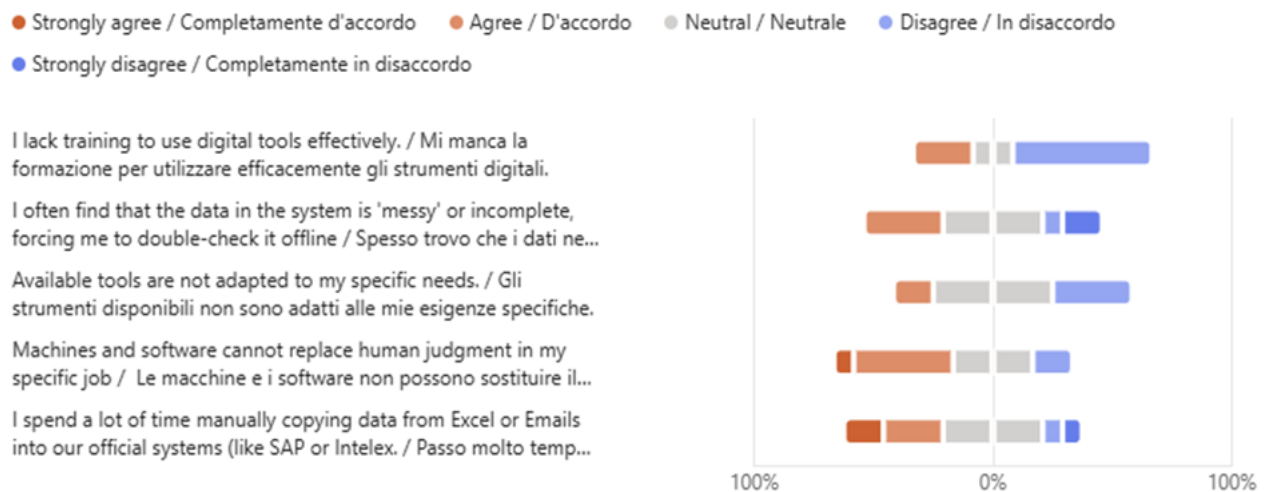 Strongly agree / Completamente d'accordo
Agree / D'accordo
Neutral / Neutrale
Disagree / In disaccordo
Strongly disagree / Completamente in disaccordo
I lack training to use digital tools effectively. / Mi manca la
formazione per utilizzare efficacemente gli strumenti digitali.
I often find that the data in the system is 'messy' or incomplete,
forcing me to double-check it offline / Spesso trovo che i dati ne...
Available tools are not adapted to my specific needs. / Gli
strumenti disponibili non sono adatti alle mie esigenze specifiche.
Machines and software cannot replace human judgment in my
specific job / Le macchine e i software non possono sostituire il...
I spend a lot of time manually copying data from Excel or Emails
into our official systems (like SAP or Intelex. / Passo molto temp...
100%
0%
100%